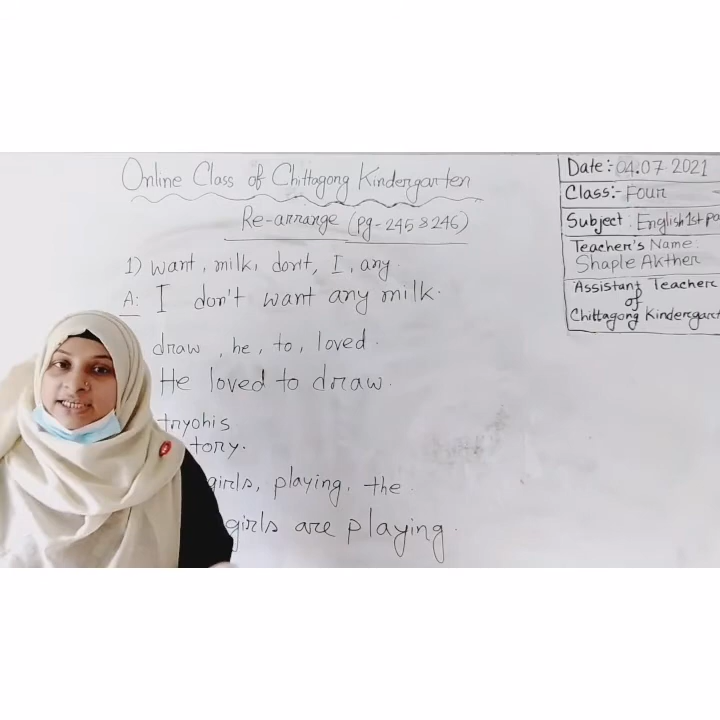 Online Class of Chittagong Kindergarten
Re-arrange (pg-245 & 246)
1) want, milk, don't, I, any.
A: I don't want any milk.
draw, he, to, loved.
He loved to draw.
tryohis
tory.
girls, playing, the.
girls are playing.
Date:- 04.07.2021
Class:- Four
Subject: English 1st pa
Teacher's Name:
Shaple Akther
Assistant Teacher
of
Chittagong Kindergart